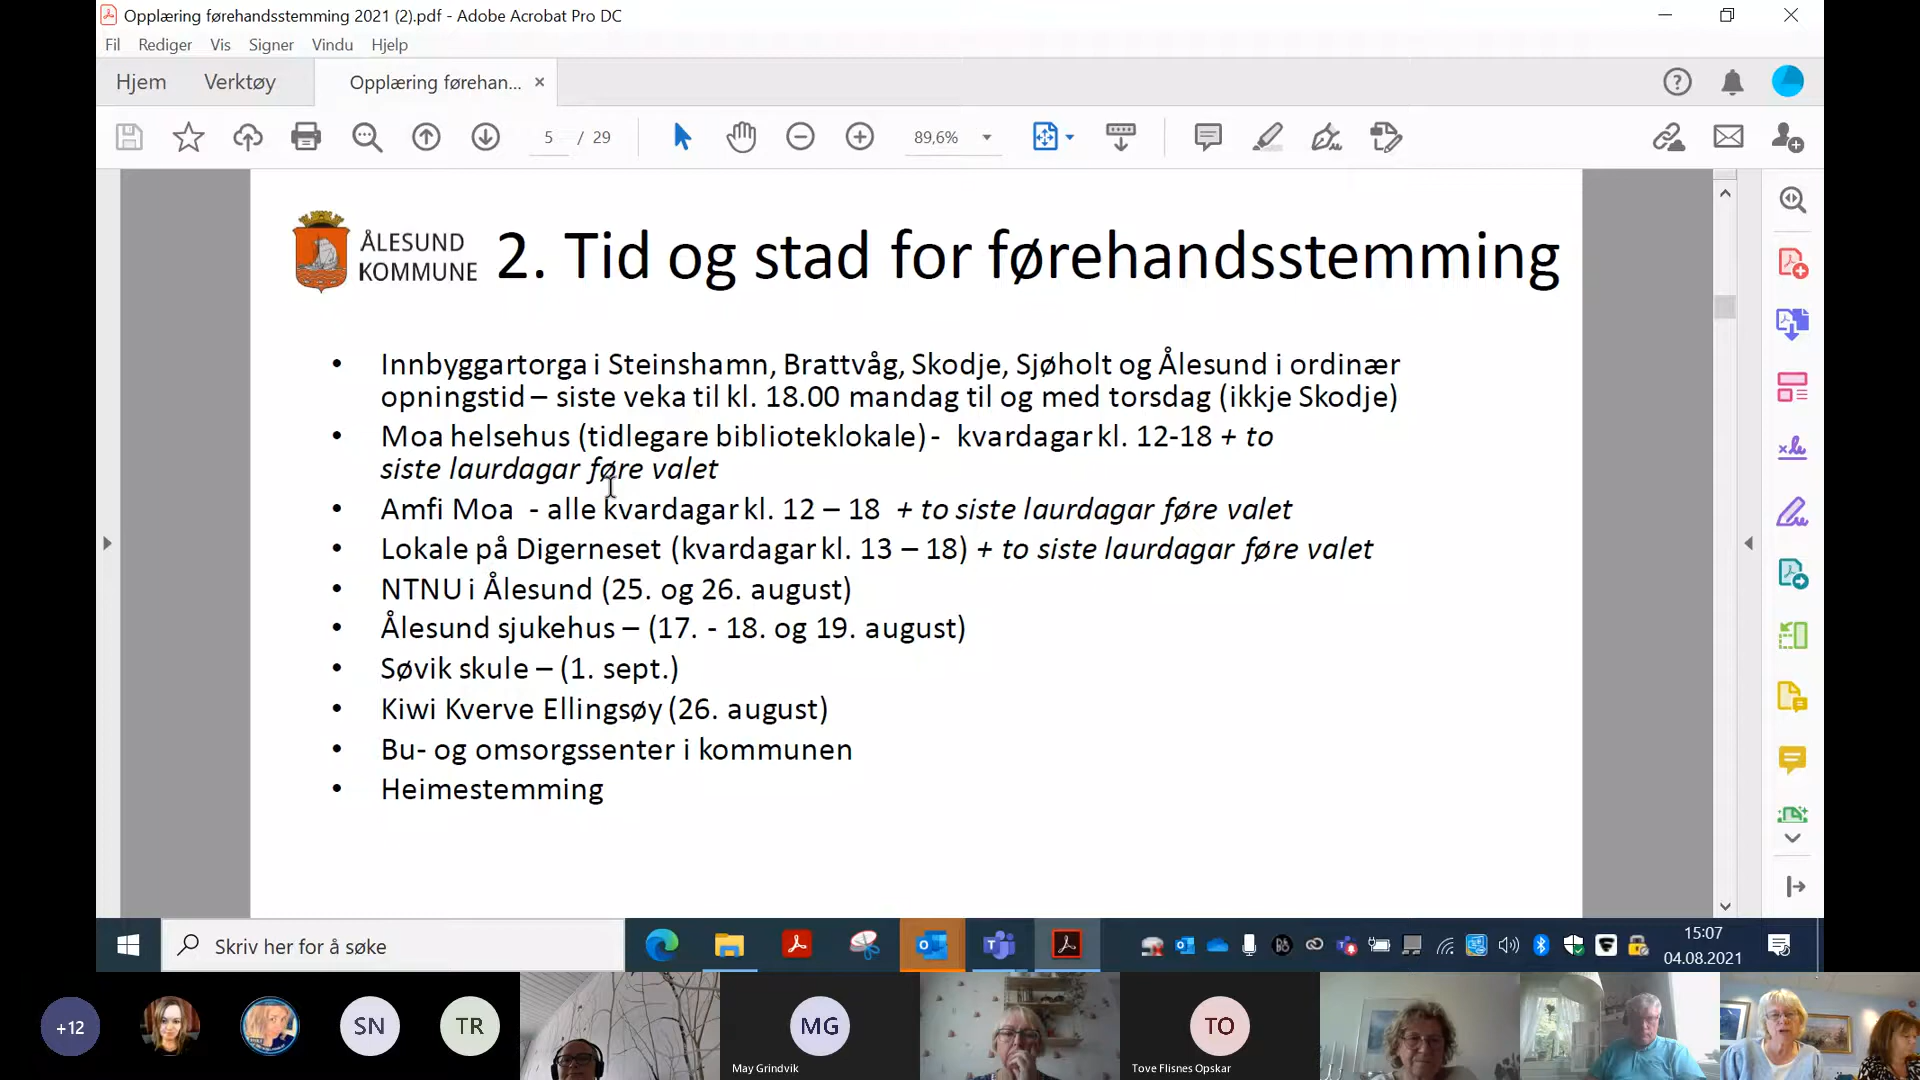 Opplæring førehandsstemming 2021 (2).pdf - Adobe Acrobat Pro DC
Fil Rediger Vis Signer Vindu Hjelp
Hjem Verktøy Opplæring førehan... ×
5 / 29 89,6%
ÅLESUND
KOMMUNE
2. Tid og stad for førehandsstemming
• Innbyggartorga i Steinshamn, Brattvåg, Skodje, Sjøholt og Ålesund i ordinær
opningstid – siste veka til kl. 18.00 mandag til og med torsdag (ikkje Skodje)
• Moa helsehus (tidlegare biblioteklokale) - kvardagar kl. 12-18 + to
siste laurdagar føre valet
• Amfi Moa - alle kvardagar kl. 12 – 18 + to siste laurdagar føre valet
• Lokale på Digerneset (kvardagar kl. 13 – 18) + to siste laurdagar føre valet
• NTNU i Ålesund (25. og 26. august)
• Ålesund sjukehus – (17. - 18. og 19. august)
• Søvik skule – (1. sept.)
• Kiwi Kverve Ellingsøy (26. august)
• Bu- og omsorgssenter i kommunen
• Heimestemming
Skriv her for å søke
15:07
04.08.2021
+12 SN TR MG TO
May Grindvik
Tove Flisnes Opskar